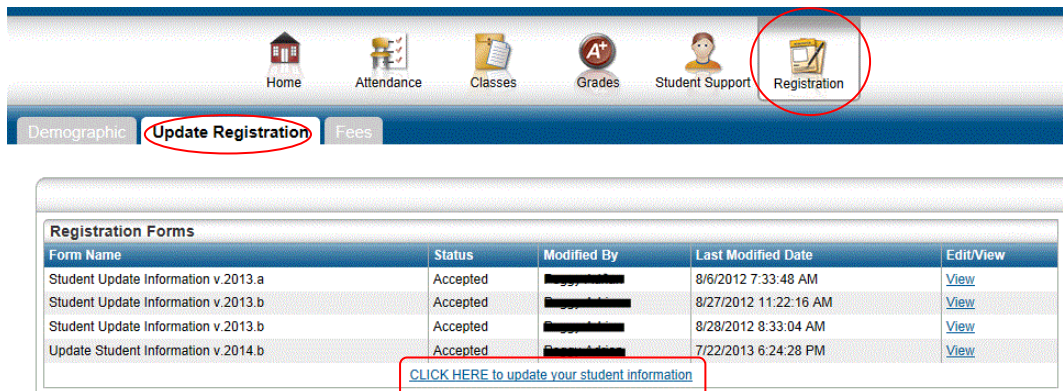 A+
Home Attendance Classes Grades Student Support Registration
Demographic Update Registration Fees
Registration Forms
Form Name Status Modified By Last Modified Date Edit/View
Student Update Information v.2013.a Accepted 8/6/2012 7:33:48 AM View
Student Update Information v.2013.b Accepted 8/27/2012 11:22:16 AM View
Student Update Information v.2013.b Accepted 8/28/2012 8:33:04 AM View
Update Student Information v.2014.b Accepted 7/22/2013 6:24:28 PM View
CLICK HERE to update your student information